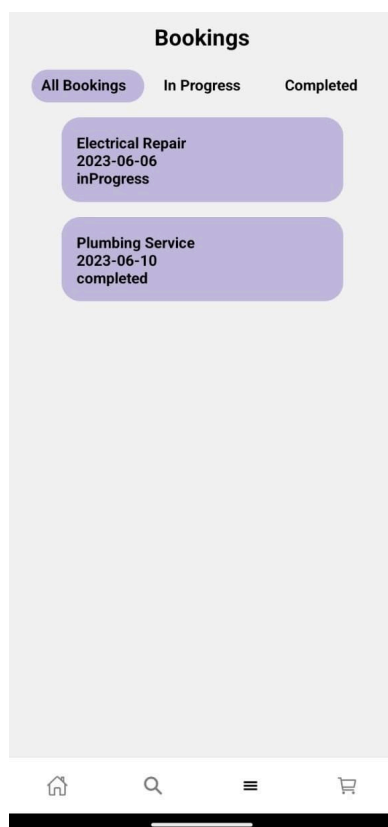 Bookings
All Bookings In Progress Completed
Electrical Repair
2023-06-06
inProgress
Plumbing Service
2023-06-10
completed